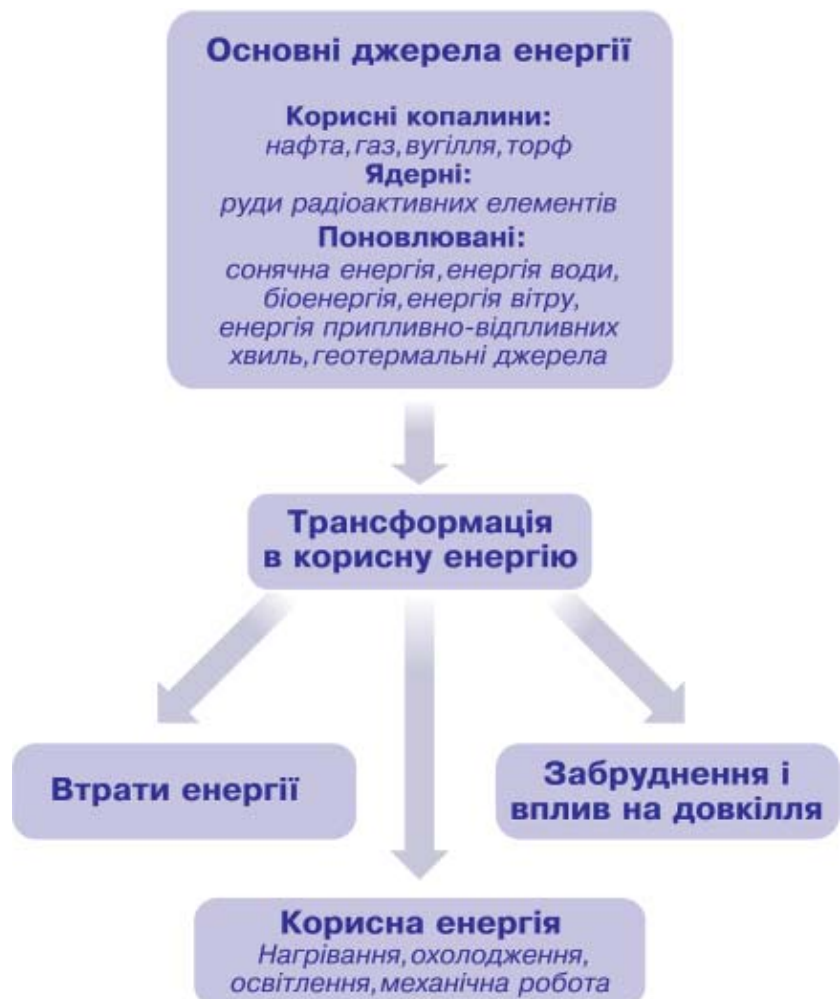 Основні джерела енергії
Корисні копалини:
нафта, газ, вугілля, торф
Ядерні:
руди радіоактивних елементів
Поновлювані:
сонячна енергія, енергія води,
біоенергія, енергія вітру,
енергія припливно-відпливних
хвиль, геотермальні джерела
Трансформація
в корисну енергію
Втрати енергії
Забруднення і
вплив на довкілля
Корисна енергія
Нагрівання, охолодження,
освітлення, механічна робота